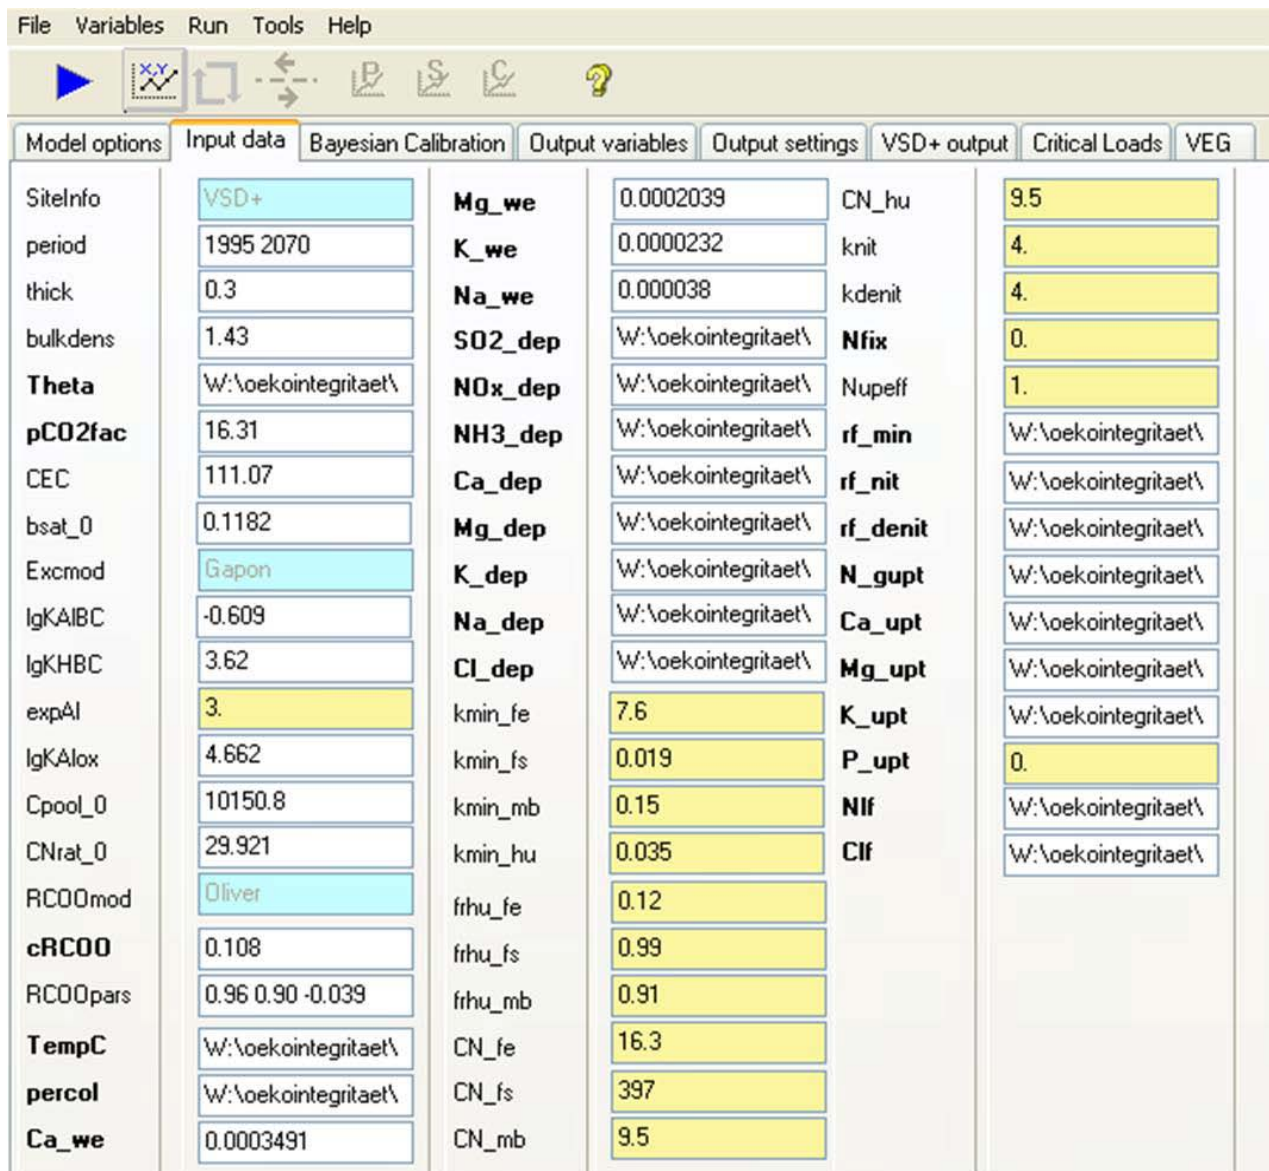 File Variables Run Tools Help
X,Y P S C ?
Model options Input data Bayesian Calibration Output variables Output settings VSD+ output Critical Loads VEG
SiteInfo VSD+
period 1995 2070
thick 0.3
bulkdens 1.43
Theta W:\oekointegritaet\
pCO2fac 16.31
CEC 111.07
bsat_0 0.1182
Excmod Gapon
lgKAlBC -0.609
lgKHBC 3.62
expAl 3.
lgKAlox 4.662
Cpool_0 10150.8
CNrat_0 29.921
RCOOmod Oliver
cRCOO 0.108
RCOOpars 0.96 0.90 -0.039
TempC W:\oekointegritaet\
percol W:\oekointegritaet\
Ca_we 0.0003491
Mg_we 0.0002039
K_we 0.0000232
Na_we 0.000038
SO2_dep W:\oekointegritaet\
NOx_dep W:\oekointegritaet\
NH3_dep W:\oekointegritaet\
Ca_dep W:\oekointegritaet\
Mg_dep W:\oekointegritaet\
K_dep W:\oekointegritaet\
Na_dep W:\oekointegritaet\
Cl_dep W:\oekointegritaet\
kmin_fe 7.6
kmin_fs 0.019
kmin_mb 0.15
kmin_hu 0.035
frhu_fe 0.12
frhu_fs 0.99
frhu_mb 0.91
CN_fe 16.3
CN_fs 397
CN_mb 9.5
CN_hu 9.5
knit 4.
kdenit 4.
Nfix 0.
Nupeff 1.
rf_min W:\oekointegritaet\
rf_nit W:\oekointegritaet\
rf_denit W:\oekointegritaet\
N_gupt W:\oekointegritaet\
Ca_upt W:\oekointegritaet\
Mg_upt W:\oekointegritaet\
K_upt W:\oekointegritaet\
P_upt 0.
Nlf W:\oekointegritaet\
Clf W:\oekointegritaet\